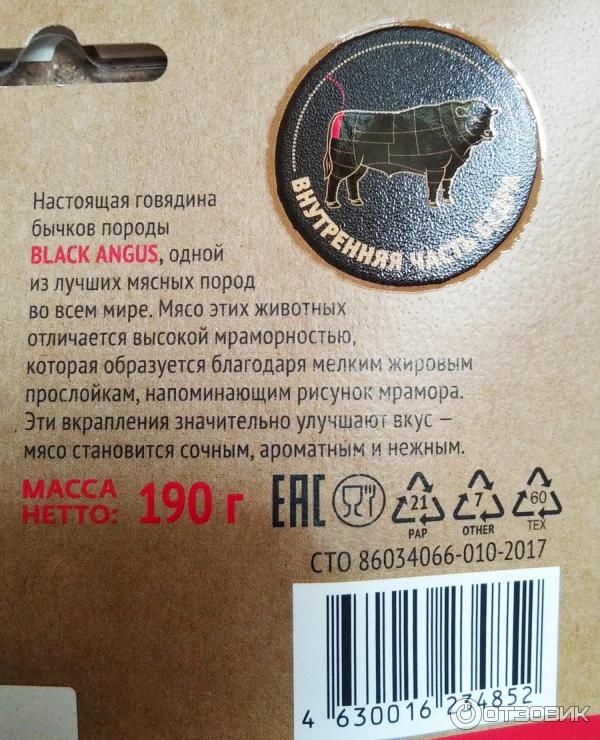 ВНУТРЕННЯЯ ЧАСТЬ
Настоящая говядина
бычков породы
BLACK ANGUS, одной
из лучших мясных пород
во всем мире. Мясо этих животных
отличается высокой мраморностью,
которая образуется благодаря мелким жировым
прослойкам, напоминающим рисунок мрамора.
Эти вкрапления значительно улучшают вкус —
мясо становится сочным, ароматным и нежным.
МАССА
НЕТТО: 190 г
EAC
21
PAP
7
OTHER
60
TEX
СТО 86034066-010-2017
4 630016 234852
ОТЗОВИК